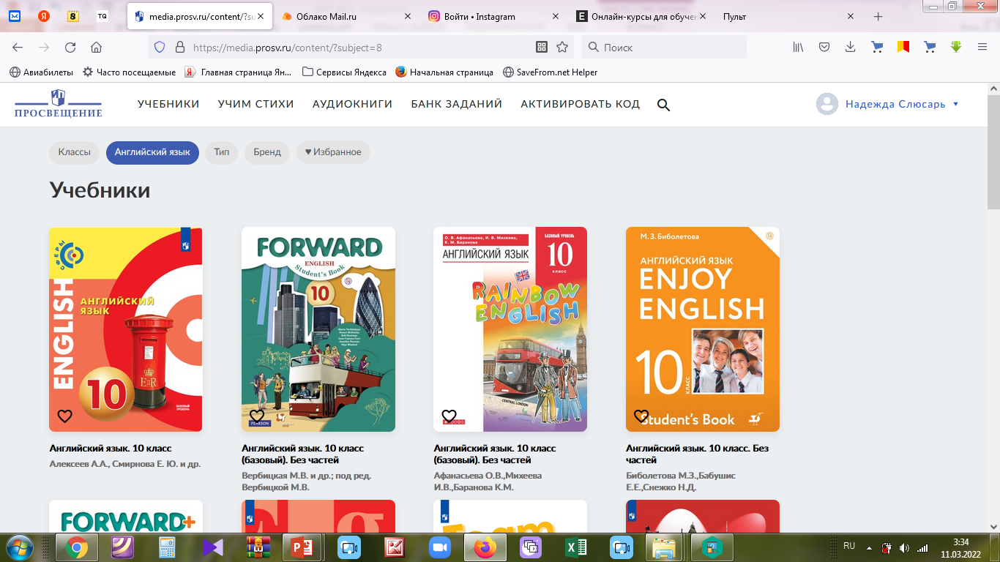 media.prosv.ru/content/?su
Облако Mail.ru
Войти • Instagram
Онлайн-курсы для обучен
Пульт
https://media.prosv.ru/content/?subject=8
Поиск
Авиабилеты
Часто посещаемые
Главная страница Ян...
Сервисы Яндекса
Начальная страница
SaveFrom.net Helper
ПРОСВЕЩЕНИЕ
УЧЕБНИКИ
УЧИМ СТИХИ
АУДИОКНИГИ
БАНК ЗАДАНИЙ
АКТИВИРОВАТЬ КОД
Надежда Слюсарь
Классы
Английский язык
Тип
Бренд
♥ Избранное
Учебники
СФЕРЫ
ENGLISH
АНГЛИЙСКИЙ
ЯЗЫК
10
БАЗОВЫЙ
УРОВЕНЬ
Английский язык. 10 класс
Алексеев А.А., Смирнова Е. Ю. и др.
FORWARD
ENGLISH
Student's Book
10
PEARSON
Английский язык. 10 класс
(базовый). Без частей
Вербицкая М.В. и др.; под ред.
Вербицкой М.В.
О. В. Афанасьева, И. В. Михеева,
К. М. Баранова
АНГЛИЙСКИЙ ЯЗЫК
БАЗОВЫЙ УРОВЕНЬ
10
КЛАСС
RAINBOW
ENGLISH
CENTRAL LONDON
Английский язык. 10 класс
(базовый). Без частей
Афанасьева О.В.,Михеева
И.В.,Баранова К.М.
М. З. Биболетова
АНГЛИЙСКИЙ ЯЗЫК
ENJOY
ENGLISH
10
КЛАСС
Student's Book
Английский язык. 10 класс. Без
частей
Биболетова М.З.,Бабушис
Е.Е.,Снежко Н.Д.
FORWARD+
Eng
Team
RU
3:34
11.03.2022